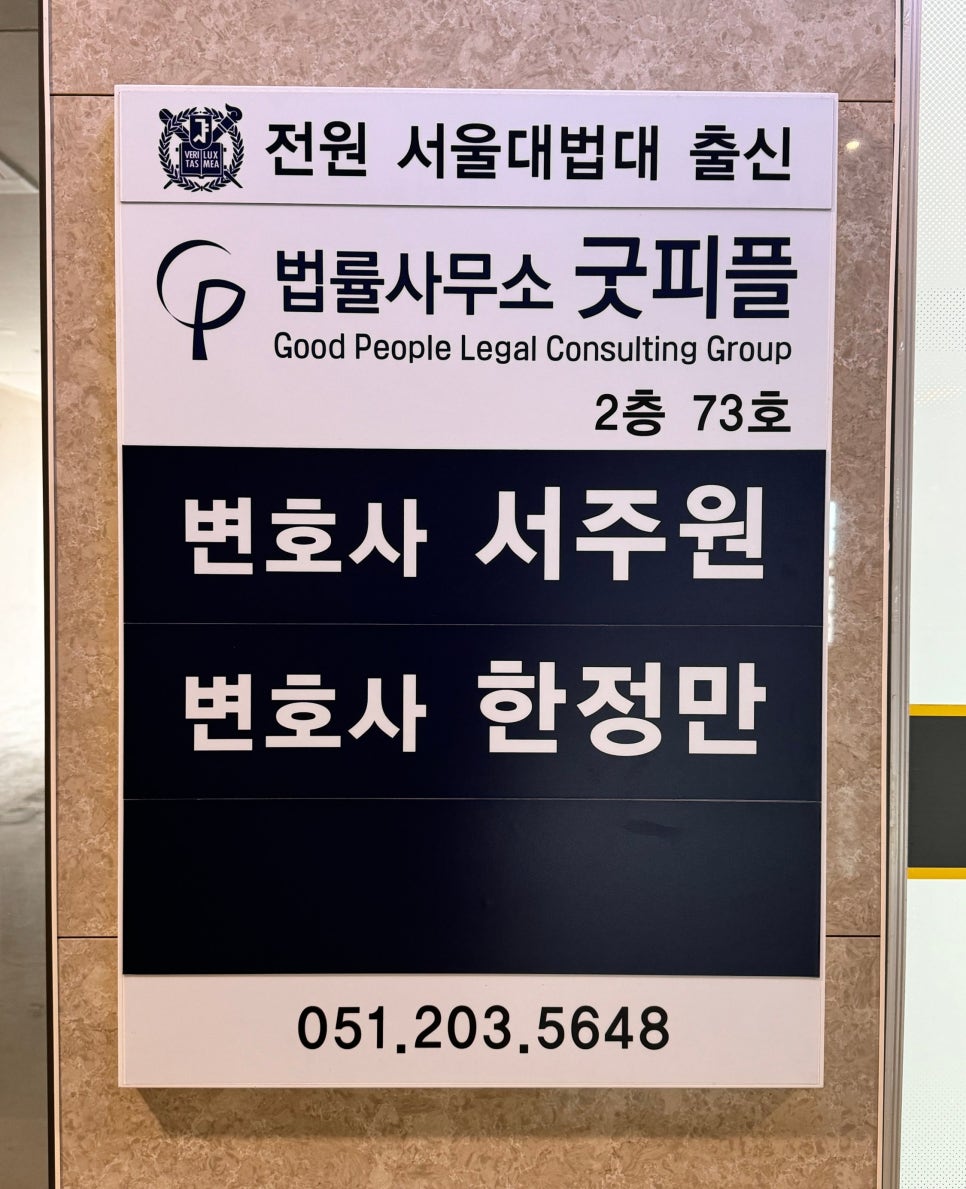 VERI LUX
TAS MEA
전원 서울대법대 출신
법률사무소 굿피플
Good People Legal Consulting Group
2층 73호
변호사 서주원
변호사 한정만
051.203.5648